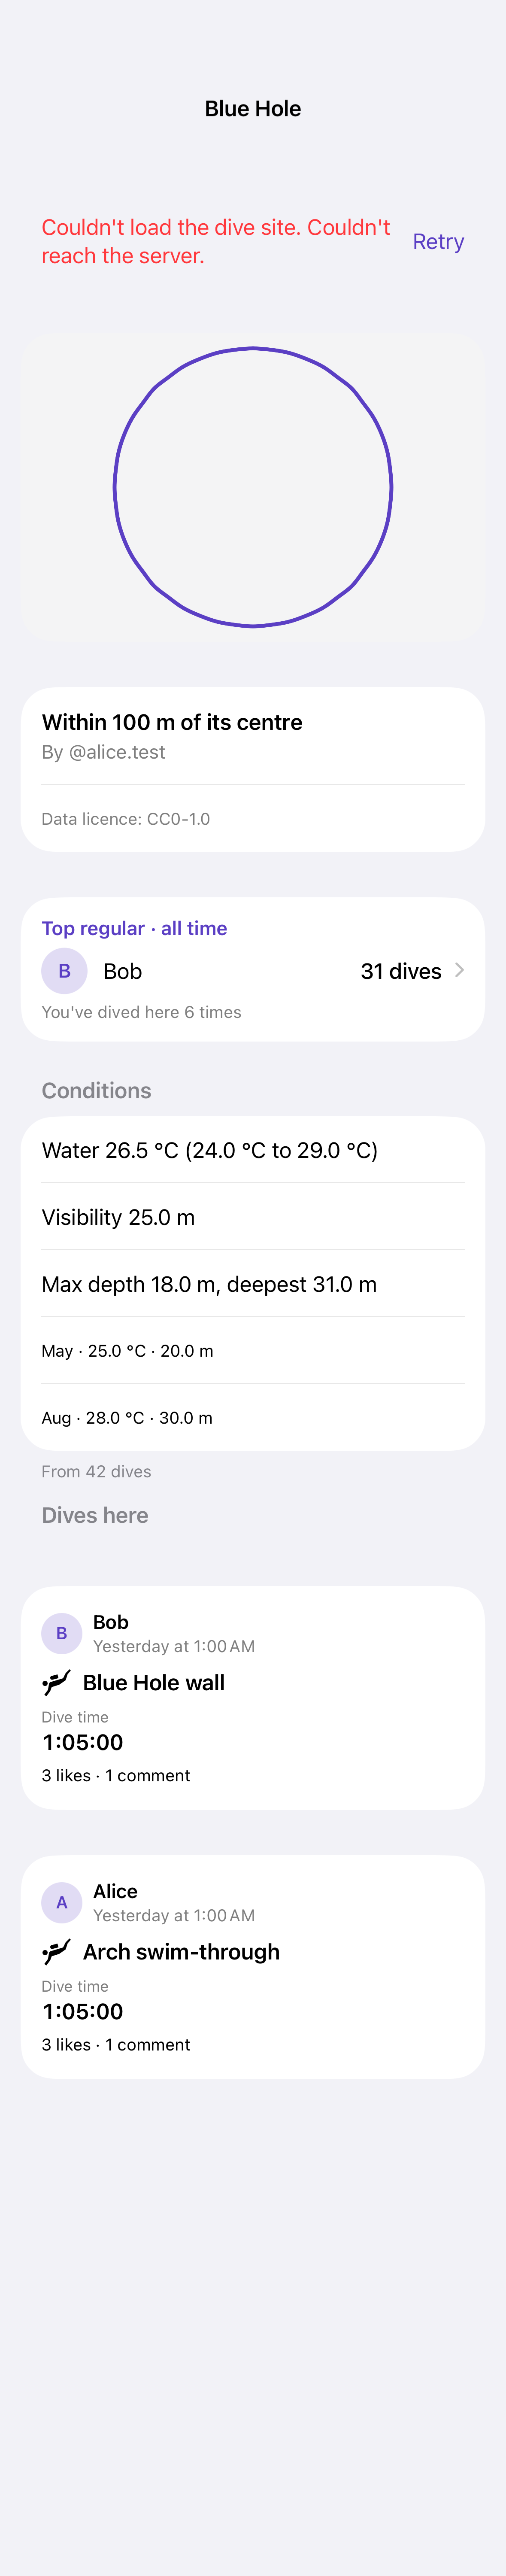 Blue Hole
Couldn't load the dive site. Couldn't
reach the server.
Retry
Within 100 m of its centre
By @alice.test
Data licence: CC0-1.0
Top regular · all time
B
Bob
31 dives
You've dived here 6 times
Conditions
Water 26.5 °C (24.0 °C to 29.0 °C)
Visibility 25.0 m
Max depth 18.0 m, deepest 31.0 m
May · 25.0 °C · 20.0 m
Aug · 28.0 °C · 30.0 m
From 42 dives
Dives here
B
Bob
Yesterday at 1:00 AM
Blue Hole wall
Dive time
1:05:00
3 likes · 1 comment
A
Alice
Yesterday at 1:00 AM
Arch swim-through
Dive time
1:05:00
3 likes · 1 comment